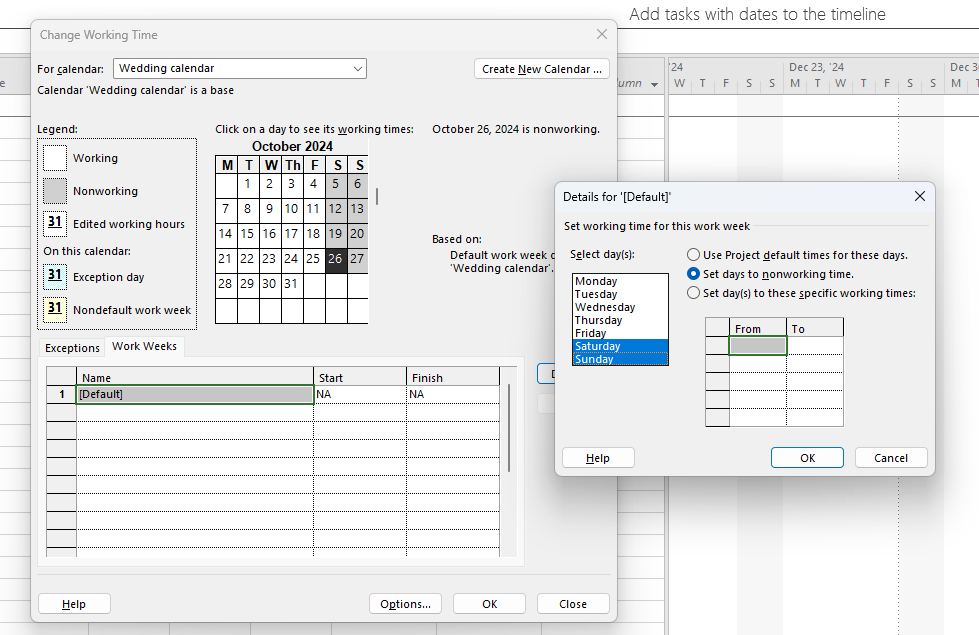 Add tasks with dates to the timeline
Change Working Time
For calendar: Wedding calendar
Create New Calendar ...
Calendar 'Wedding calendar' is a base
Legend:
Working
Nonworking
31 Edited working hours
On this calendar:
31 Exception day
31 Nondefault work week
Click on a day to see its working times:
October 2024
M T W Th F S S
1 2 3 4 5 6
7 8 9 10 11 12 13
14 15 16 17 18 19 20
21 22 23 24 25 26 27
28 29 30 31
October 26, 2024 is nonworking.
Based on:
Default work week
'Wedding calendar'.
Exceptions Work Weeks
Name Start Finish
1 [Default] NA NA
Help Options... OK Close
'24 Dec 23, '24 Dec
W T F S S M T W T F S S M
Details for '[Default]'
Set working time for this work week
Select day(s):
Monday
Tuesday
Wednesday
Thursday
Friday
Saturday
Sunday
Use Project default times for these days.
Set days to nonworking time.
Set day(s) to these specific working times:
From To
Help OK Cancel